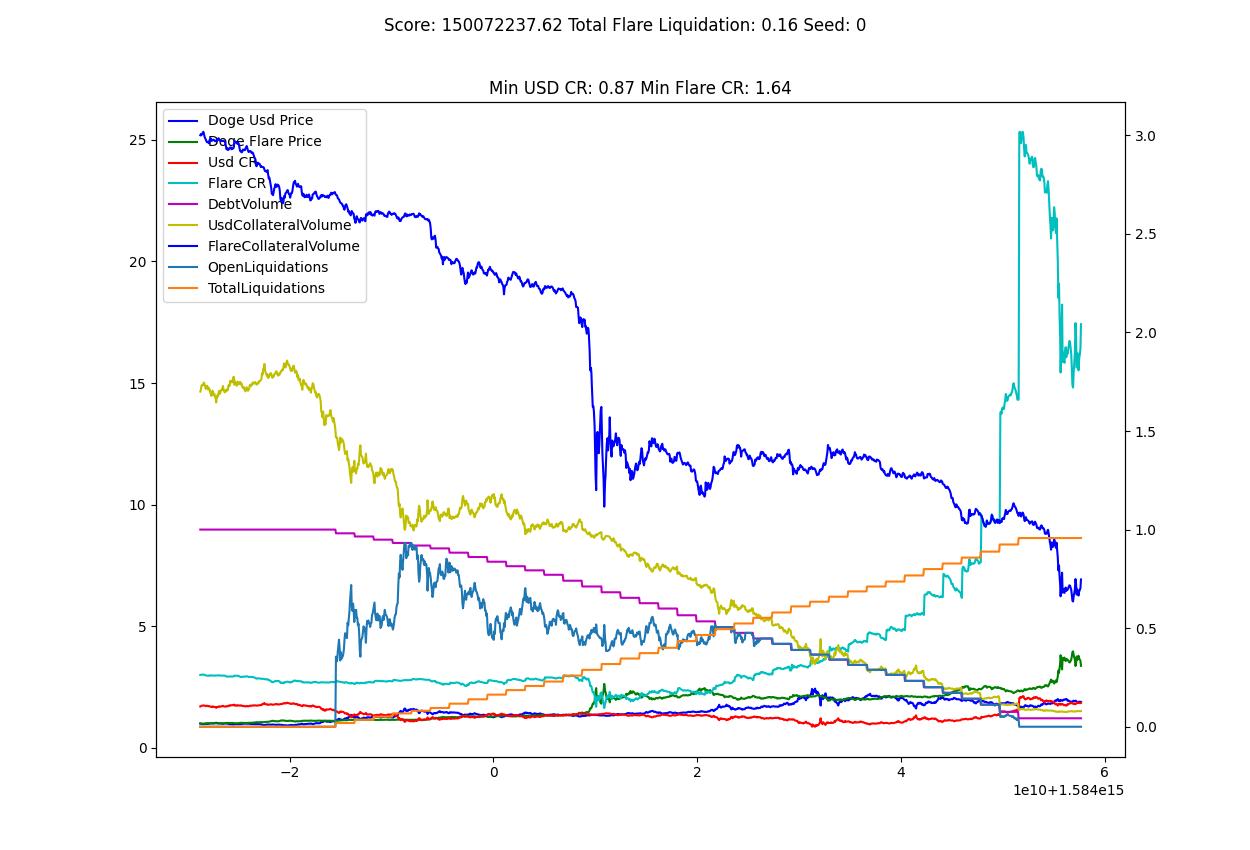 Score: 150072237.62 Total Flare Liquidation: 0.16 Seed: 0
Min USD CR: 0.87 Min Flare CR: 1.64
Doge Usd Price
Doge Flare Price
Usd CR
Flare CR
DebtVolume
UsdCollateralVolume
FlareCollateralVolume
OpenLiquidations
TotalLiquidations
25
20
15
10
5
0
3.0
2.5
2.0
1.5
1.0
0.5
0.0
−2
0
2
4
6
1e10+1.584e15